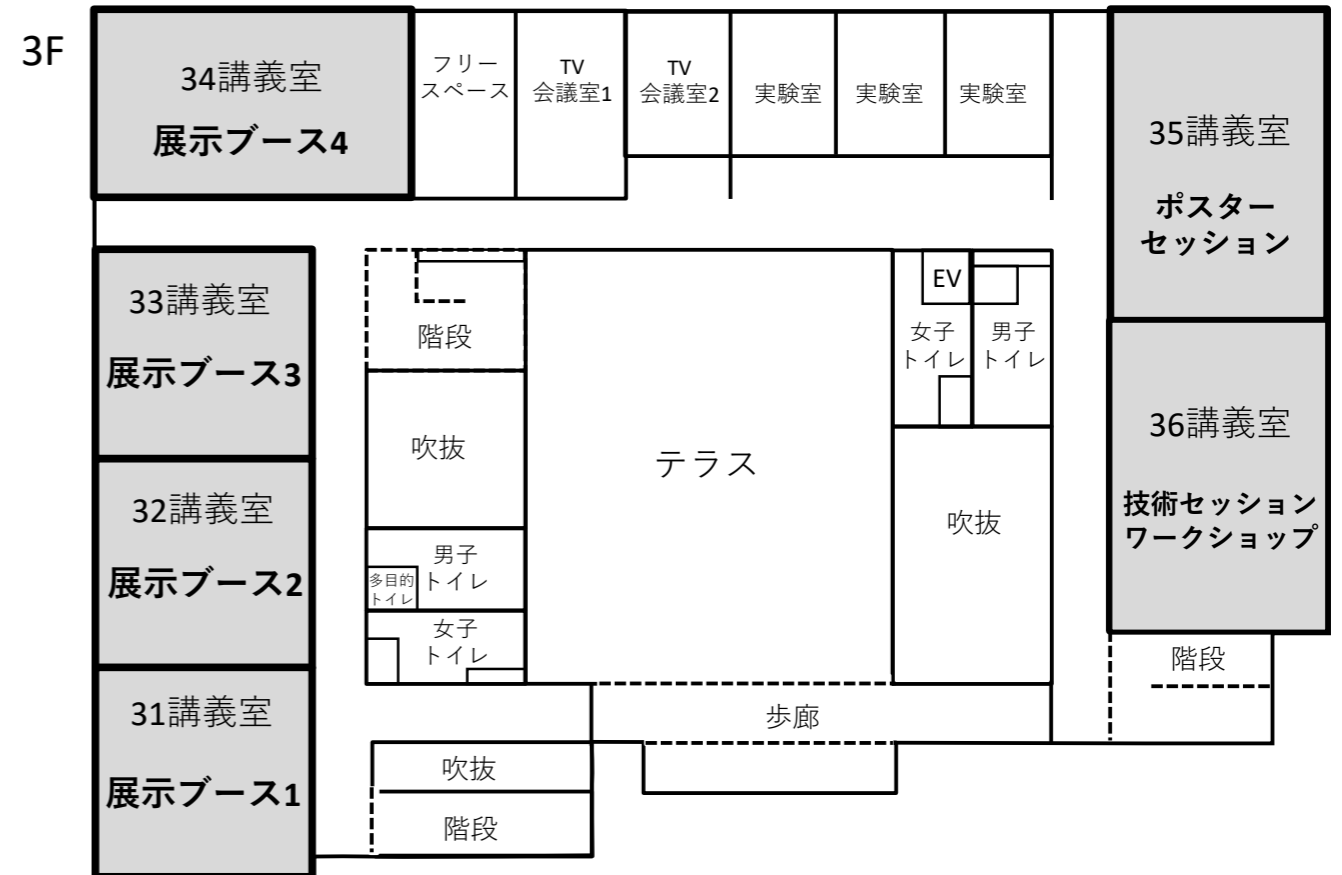 3F
34講義室
展示ブース4
フリー
スペース
TV
会議室1
TV
会議室2
実験室
実験室
実験室
35講義室
ポスター
セッション
33講義室
展示ブース3
階段
EV
女子
トイレ
男子
トイレ
吹抜
テラス
36講義室
技術セッション
ワークショップ
32講義室
展示ブース2
吹抜
男子
トイレ
多目的
トイレ
女子
トイレ
階段
31講義室
展示ブース1
歩廊
吹抜
階段